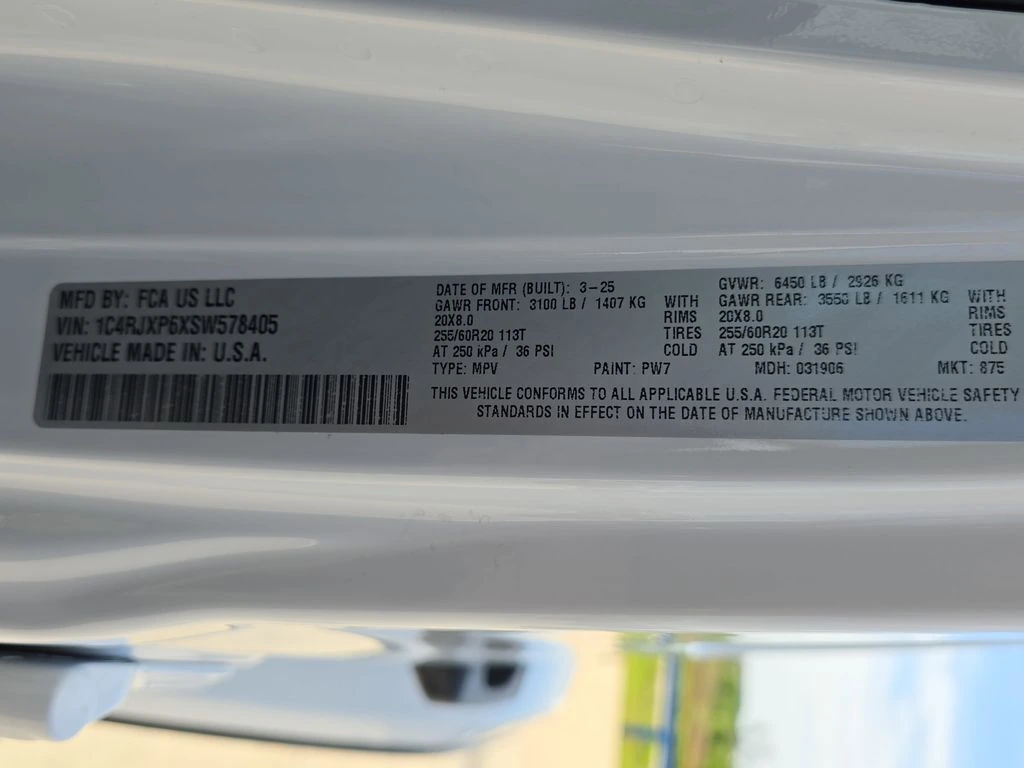 MFD BY: FCA US LLC
VIN: 1C4RJXP6XSW578405
VEHICLE MADE IN: U.S.A.
DATE OF MFR (BUILT): 3-25
GAWR FRONT: 3100 LB / 1407 KG WITH
20X8.0 RIMS
255/60R20 113T TIRES
AT 250 kPa / 36 PSI COLD
GVWR: 6450 LB / 2926 KG
GAWR REAR: 3550 LB / 1611 KG WITH
20X8.0 RIMS
255/60R20 113T TIRES
AT 250 kPa / 36 PSI COLD
TYPE: MPV PAINT: PW7 MDH: 031906 MKT: 875
THIS VEHICLE CONFORMS TO ALL APPLICABLE U.S.A. FEDERAL MOTOR VEHICLE SAFETY
STANDARDS IN EFFECT ON THE DATE OF MANUFACTURE SHOWN ABOVE.